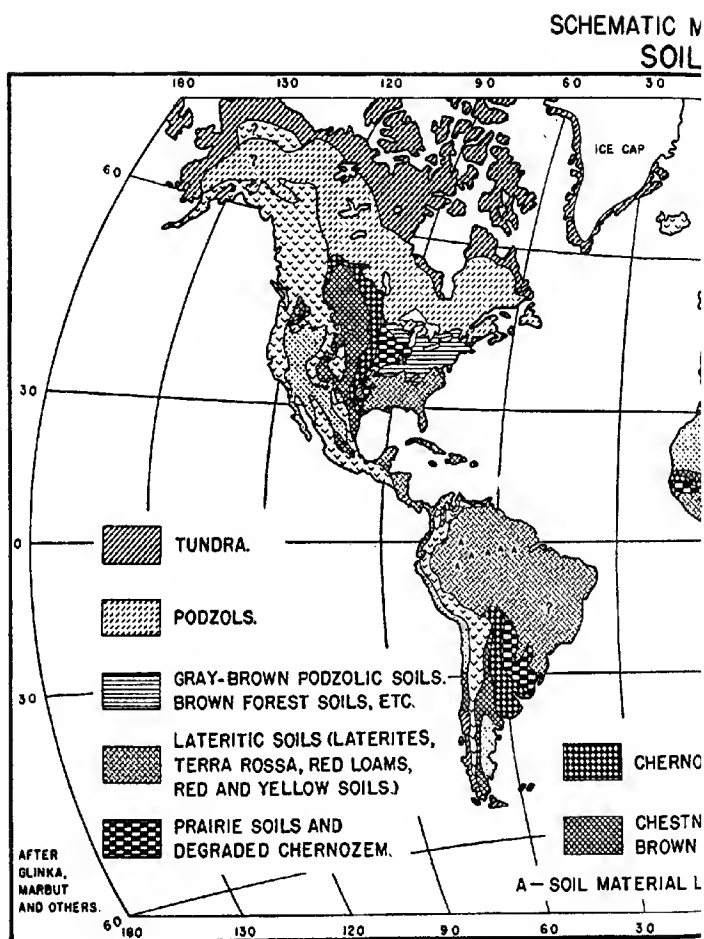 SCHEMATIC M
SOIL
180 130 120 90 60 30
60
ICE CAP
?
?
30
0
TUNDRA.
A A A A A A A
?
PODZOLS.
30
GRAY-BROWN PODZOLIC SOILS.
BROWN FOREST SOILS, ETC.
LATERITIC SOILS (LATERITES,
TERRA ROSSA, RED LOAMS,
RED AND YELLOW SOILS.)
CHERNO
PRAIRIE SOILS AND
DEGRADED CHERNOZEM.
CHESTN
BROWN
AFTER
GLINKA,
MARBUT
AND OTHERS.
A—SOIL MATERIAL L
60
180 130 120 90 60 30